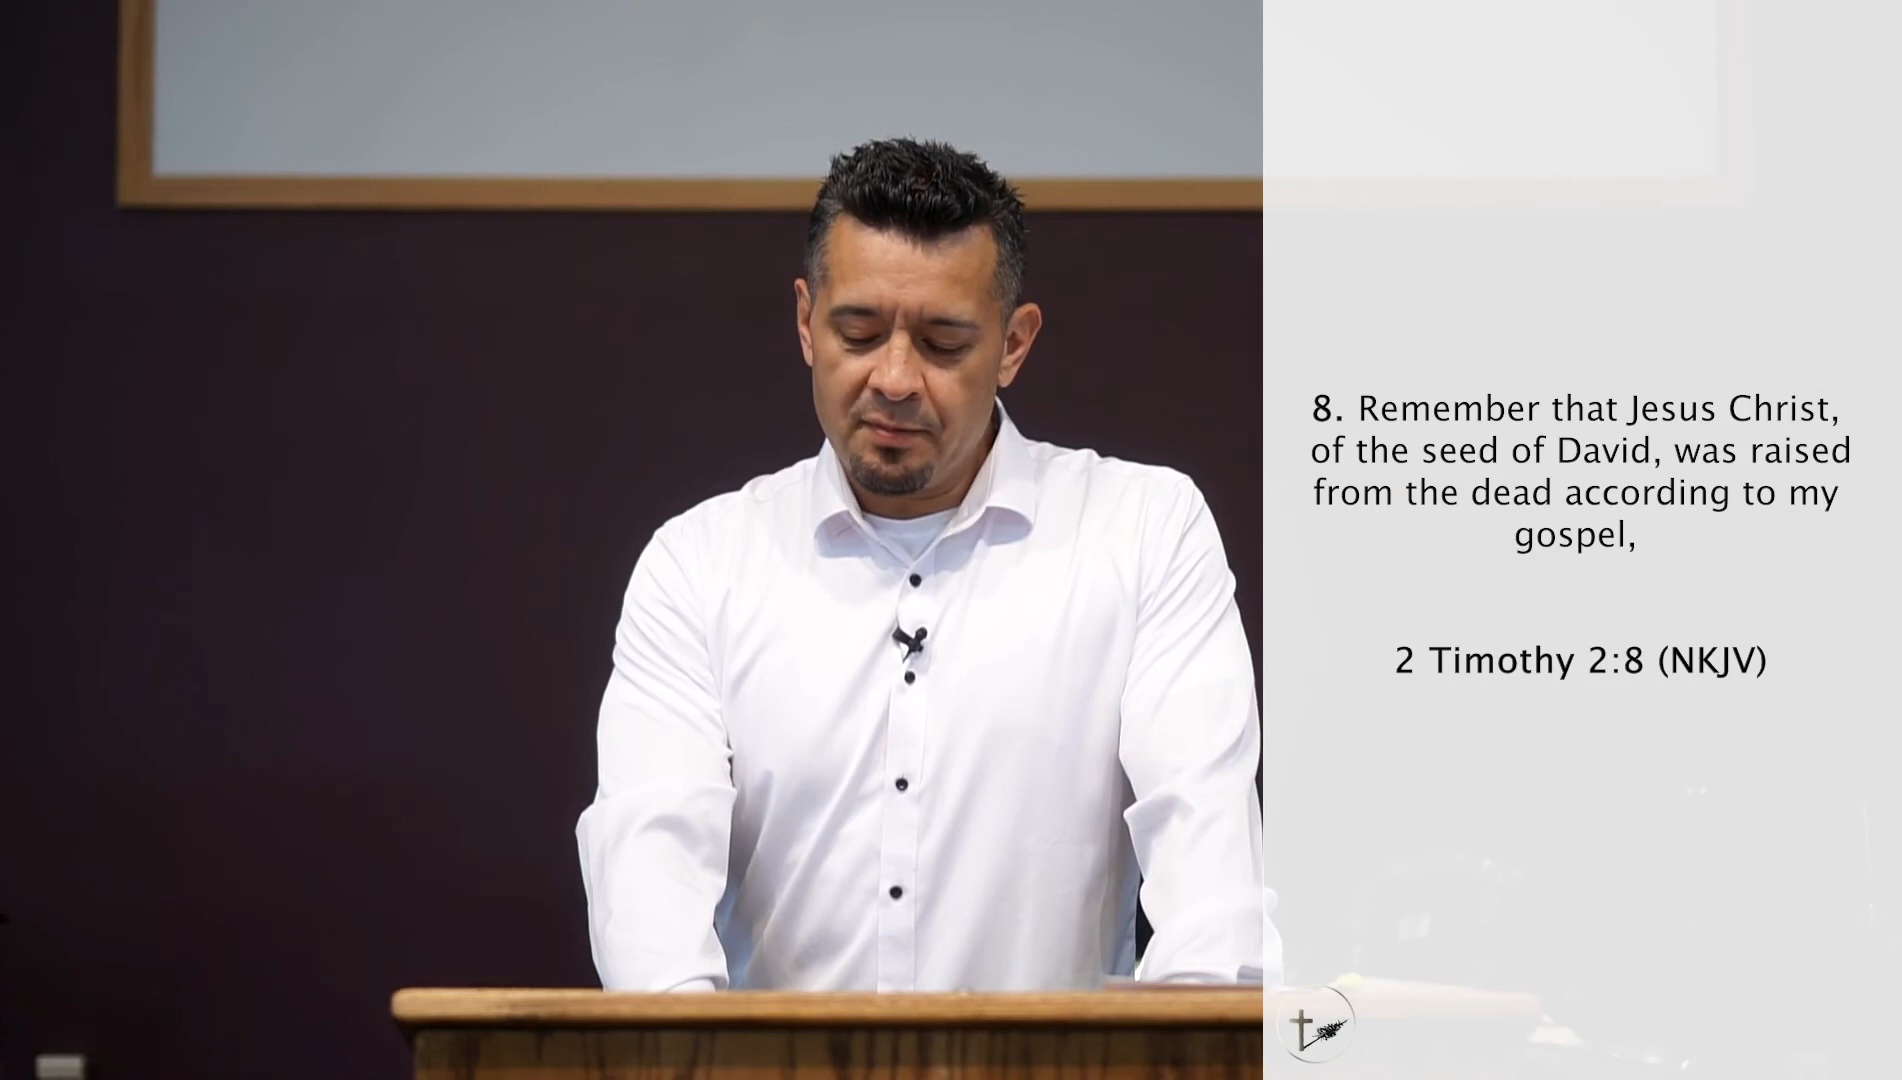 8. Remember that Jesus Christ,
of the seed of David, was raised
from the dead according to my
gospel,
2 Timothy 2:8 (NKJV)